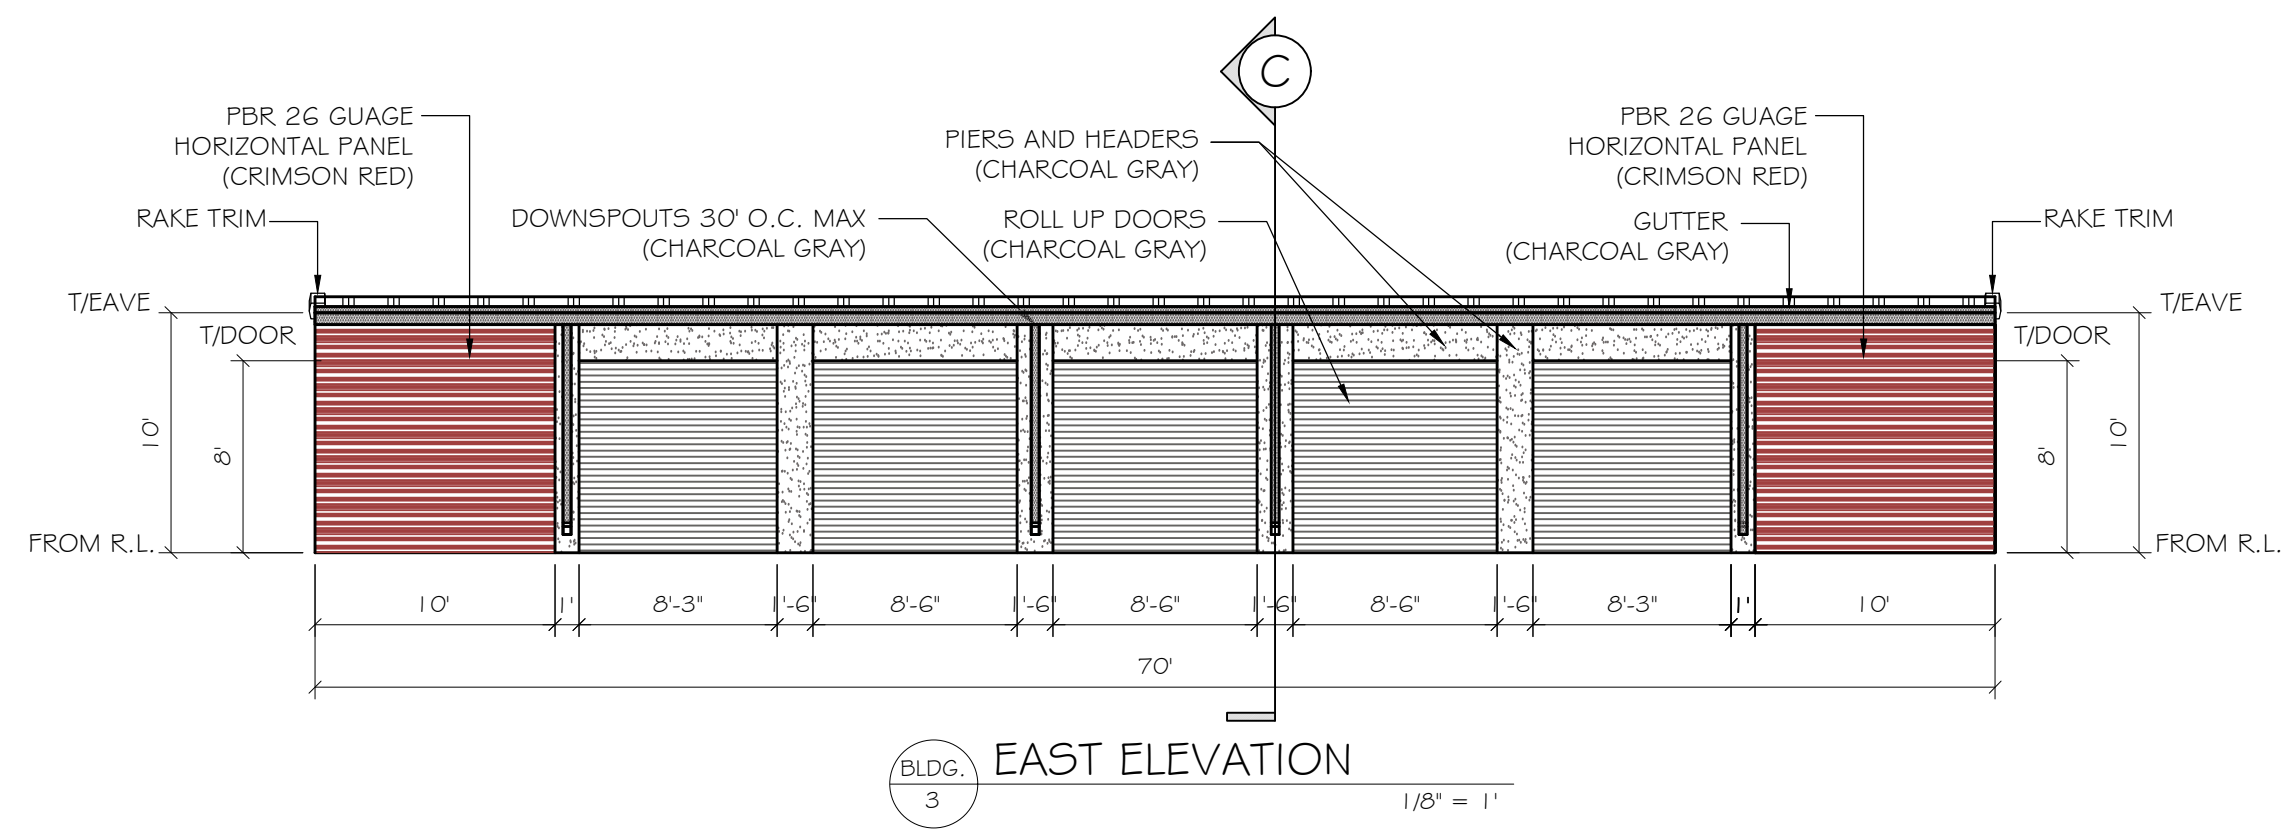 C
PBR 26 GUAGE
HORIZONTAL PANEL
(CRIMSON RED)
PIERS AND HEADERS
(CHARCOAL GRAY)
PBR 26 GUAGE
HORIZONTAL PANEL
(CRIMSON RED)
RAKE TRIM
DOWNSPOUTS 30' O.C. MAX
(CHARCOAL GRAY)
ROLL UP DOORS
(CHARCOAL GRAY)
GUTTER
(CHARCOAL GRAY)
RAKE TRIM
T/EAVE
T/DOOR
T/EAVE
T/DOOR
10'
8'
8'
10'
FROM R.L.
FROM R.L.
10' 1' 8'-3" 1'-6" 8'-6" 1'-6" 8'-6" 1'-6" 8'-6" 1'-6" 8'-3" 1' 10'
70'
BLDG.
3
EAST ELEVATION
1/8" = 1'